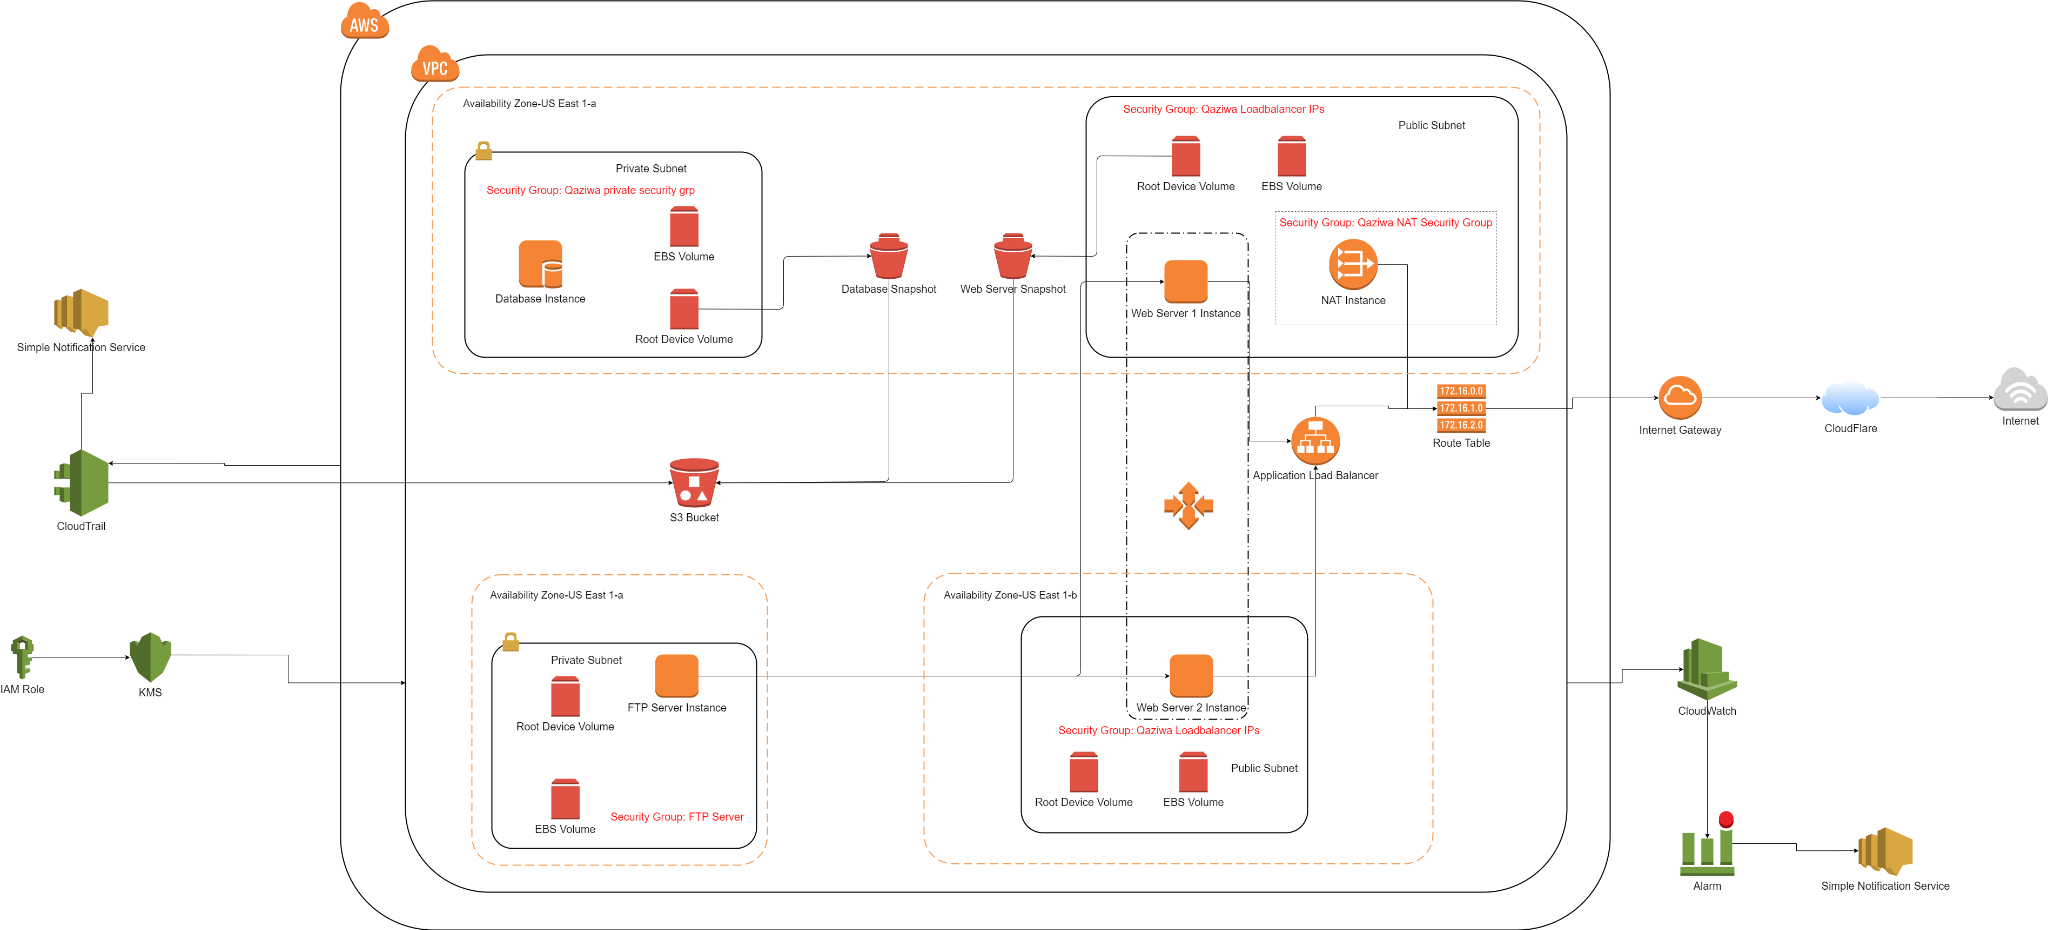 AWS
VPC
Availability Zone-US East 1-a
Security Group: Qaziwa Loadbalancer IPs
Public Subnet
Private Subnet
Security Group: Qaziwa private security grp
Root Device Volume
EBS Volume
Security Group: Qaziwa NAT Security Group
EBS Volume
Database Instance
Database Snapshot
Web Server Snapshot
NAT Instance
Web Server 1 Instance
Root Device Volume
Simple Notification Service
172.16.0.0
172.16.1.0
172.16.2.0
Route Table
Internet Gateway
CloudFlare
Internet
Application Load Balancer
S3 Bucket
CloudTrail
Availability Zone-US East 1-a
Availability Zone-US East 1-b
Private Subnet
IAM Role
KMS
FTP Server Instance
Web Server 2 Instance
CloudWatch
Root Device Volume
Security Group: Qaziwa Loadbalancer IPs
Public Subnet
Root Device Volume
EBS Volume
Security Group: FTP Server
EBS Volume
Alarm
Simple Notification Service